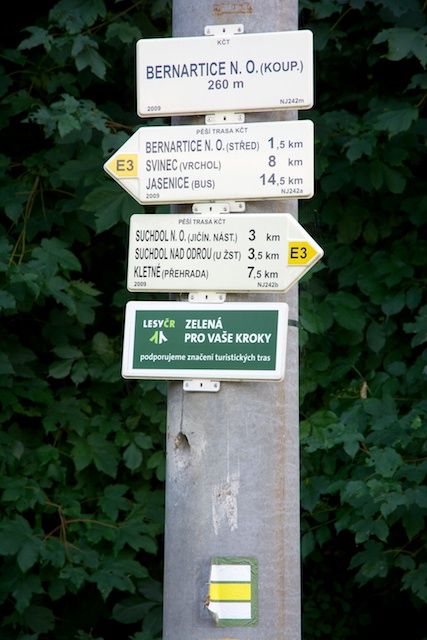 KČT
BERNARTICE N. O. (KOUP.)
260 m
2009 NJ242m
PĚŠÍ TRASA KČT
BERNARTICE N. O. (STŘED) 1,5 km
E3 SVINEC (VRCHOL) 8 km
JASENICE (BUS) 14,5 km
2009 NJ242a
PĚŠÍ TRASA KČT
SUCHDOL N. O. (JIČÍN. NÁST.) 3 km
SUCHDOL NAD ODROU (U ŽST) 3,5 km E3
KLETNÉ (PŘEHRADA) 7,5 km
2009 NJ242b
LESYČR ZELENÁ
PRO VAŠE KROKY
podporujeme značení turistických tras